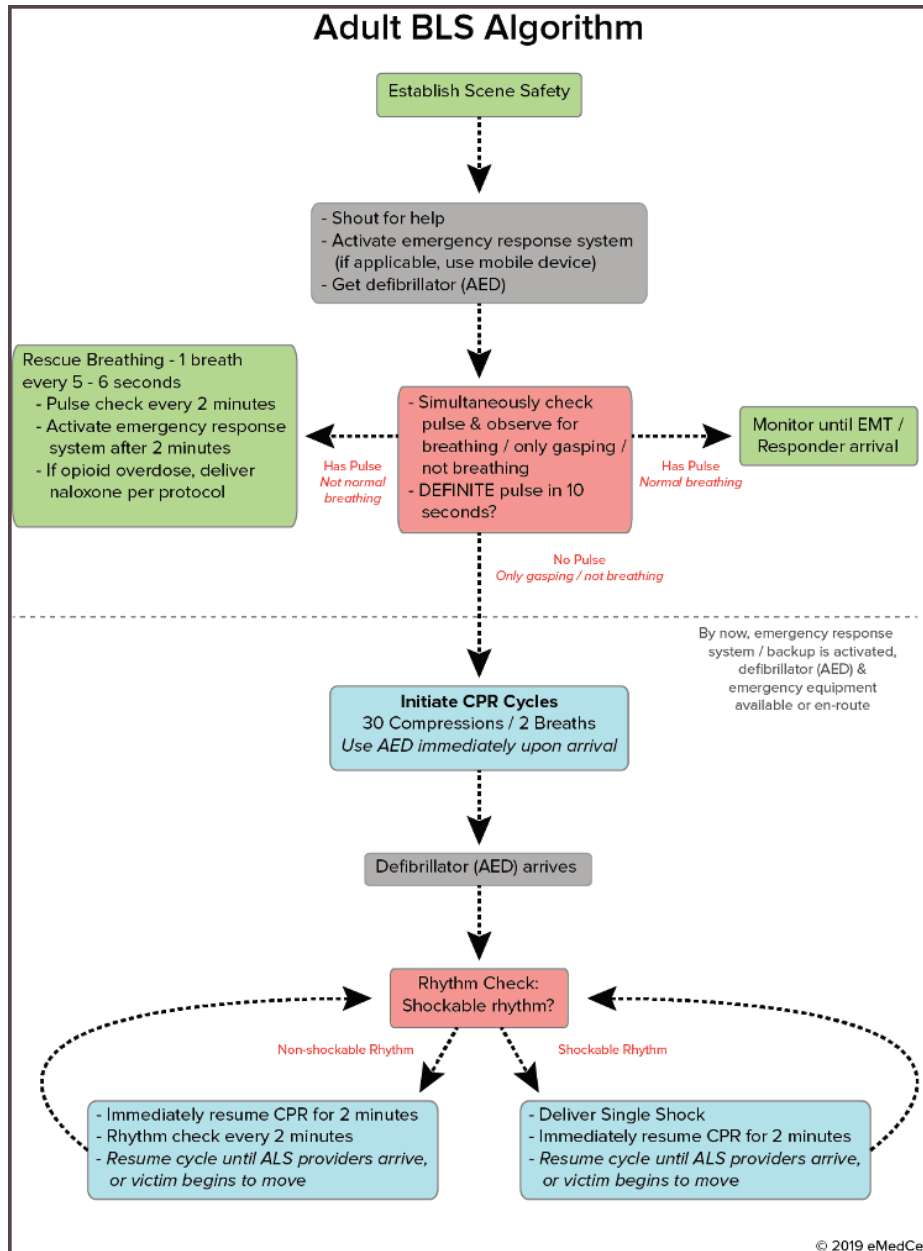 Adult BLS Algorithm
Establish Scene Safety
- Shout for help
- Activate emergency response system
(if applicable, use mobile device)
- Get defibrillator (AED)
Rescue Breathing - 1 breath
every 5 - 6 seconds
- Pulse check every 2 minutes
- Activate emergency response
system after 2 minutes
- If opioid overdose, deliver
naloxone per protocol
Has Pulse
Not normal
breathing
- Simultaneously check
pulse & observe for
breathing / only gasping /
not breathing
- DEFINITE pulse in 10
seconds?
Has Pulse
Normal breathing
Monitor until EMT /
Responder arrival
No Pulse
Only gasping / not breathing
By now, emergency response
system / backup is activated,
defibrillator (AED) &
emergency equipment
available or en-route
Initiate CPR Cycles
30 Compressions / 2 Breaths
Use AED immediately upon arrival
Defibrillator (AED) arrives
Rhythm Check:
Shockable rhythm?
Non-shockable Rhythm
Shockable Rhythm
- Immediately resume CPR for 2 minutes
- Rhythm check every 2 minutes
- Resume cycle until ALS providers arrive,
or victim begins to move
- Deliver Single Shock
- Immediately resume CPR for 2 minutes
- Resume cycle until ALS providers arrive,
or victim begins to move
© 2019 eMedCe